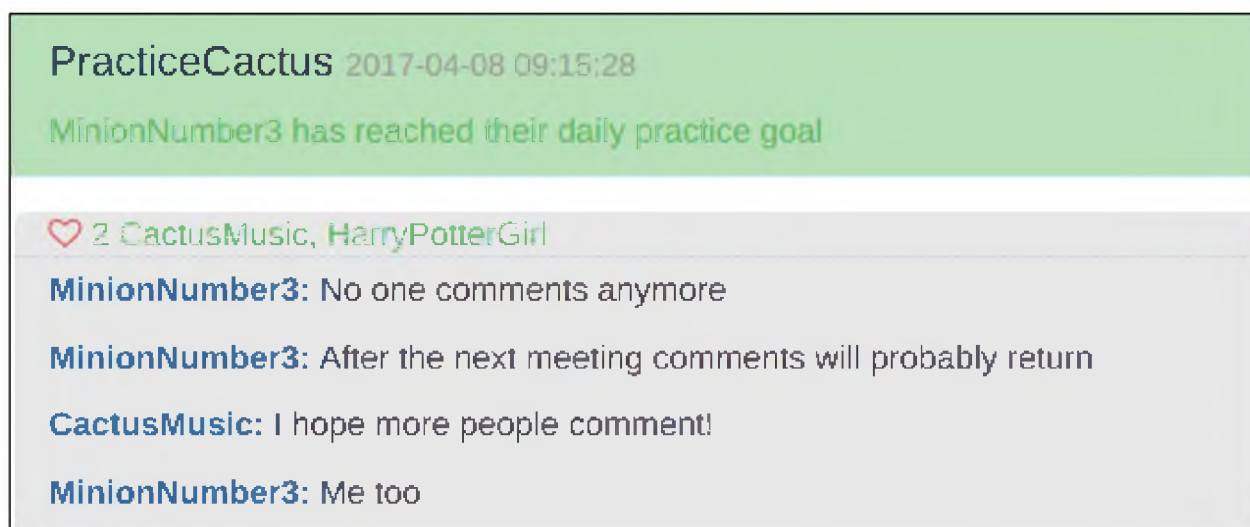 PracticeCactus 2017-04-08 09:15:28
MinionNumber3 has reached their daily practice goal
2 CactusMusic, HarryPotterGirl
MinionNumber3: No one comments anymore
MinionNumber3: After the next meeting comments will probably return
CactusMusic: I hope more people comment!
MinionNumber3: Me too